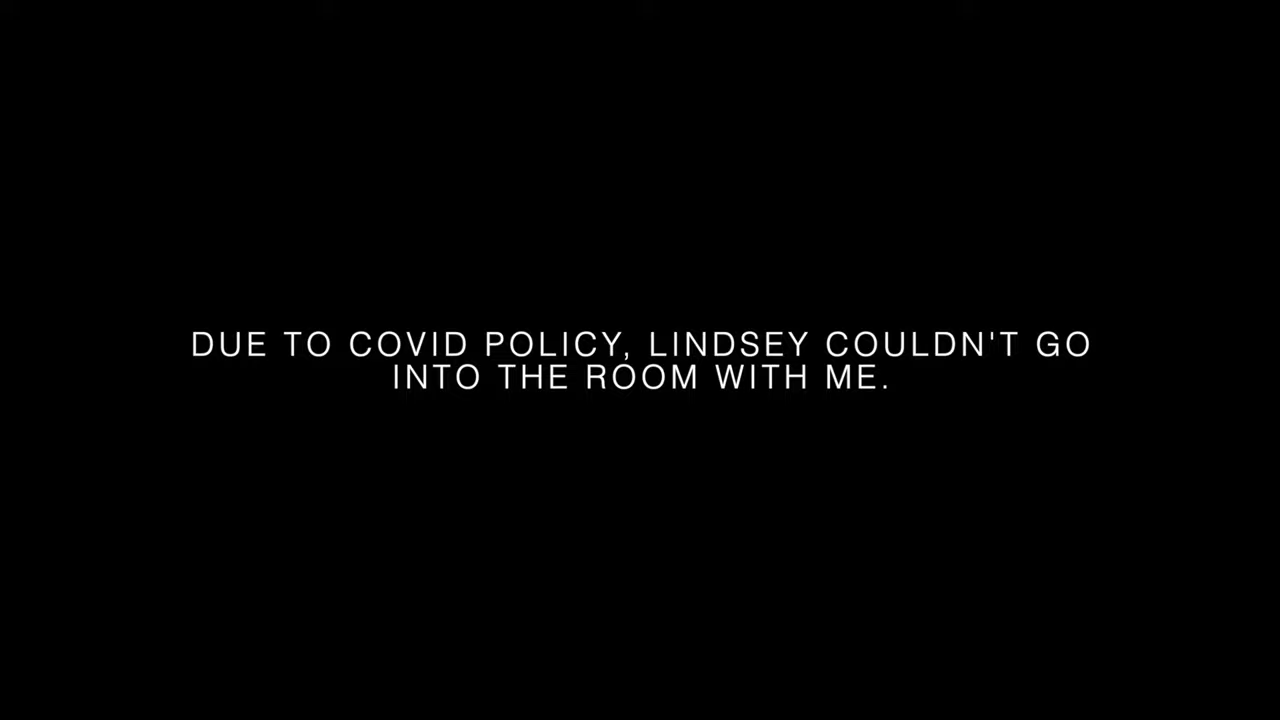 DUE TO COVID POLICY, LINDSEY COULDN'T GO
INTO THE ROOM WITH ME.